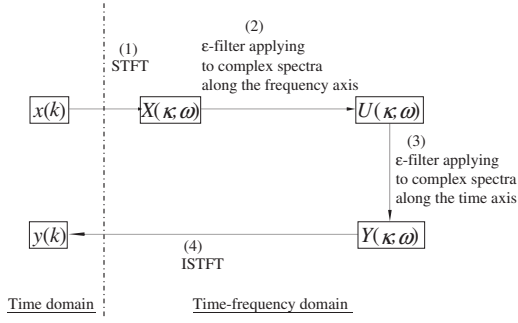 (1)
STFT
(2)
ε-filter applying
to complex spectra
along the frequency axis
x(k)
X(κ,ω)
U(κ,ω)
(3)
ε-filter applying
to complex spectra
along the time axis
y(k)
Y(κ,ω)
(4)
ISTFT
Time domain
Time-frequency domain